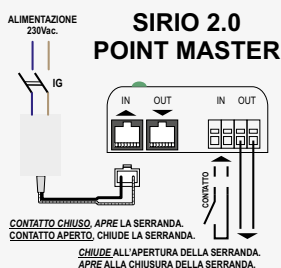 ALIMENTAZIONE
230Vac.
SIRIO 2.0
POINT MASTER
IG
IN OUT
IN OUT
CONTATTO
CONTATTO CHIUSO, APRE LA SERRANDA.
CONTATTO APERTO, CHIUDE LA SERRANDA.
CHIUDE ALL'APERTURA DELLA SERRANDA.
APRE ALLA CHIUSURA DELLA SERRANDA.